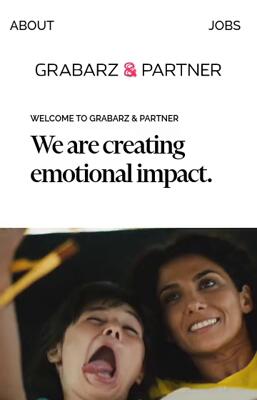 ABOUT
JOBS
GRABARZ & PARTNER
WELCOME TO GRABARZ & PARTNER
We are creating
emotional impact.